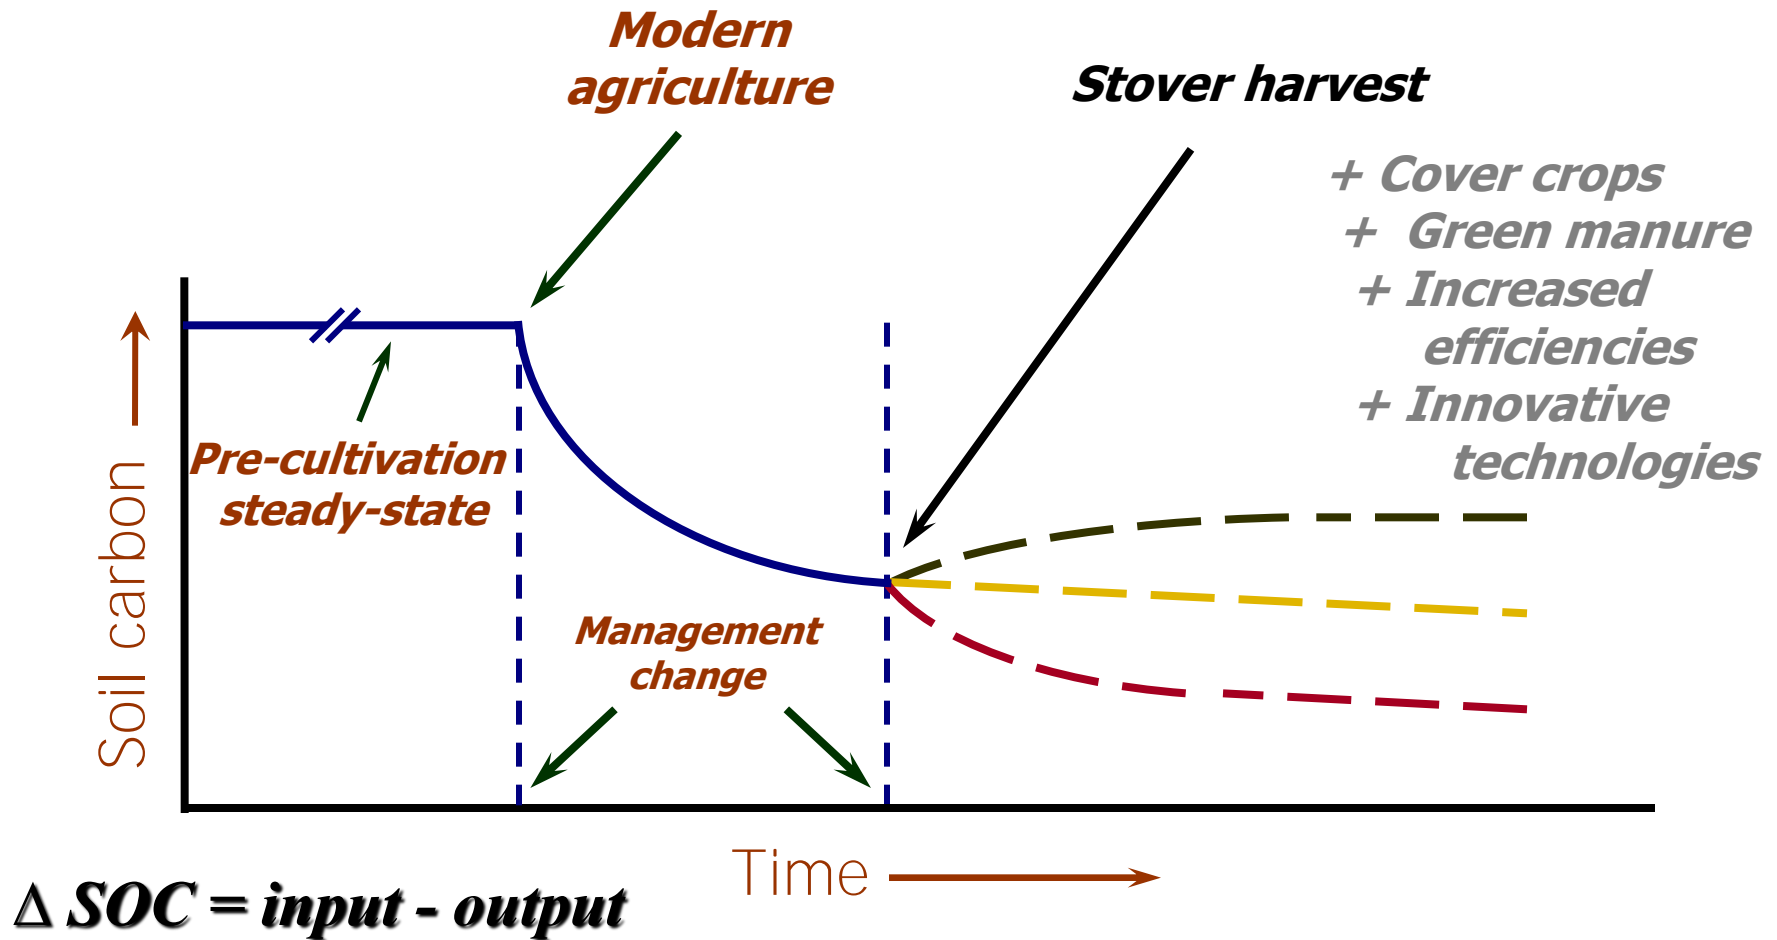 Modern
agriculture
Stover harvest
+ Cover crops
+ Green manure
+ Increased
efficiencies
+ Innovative
technologies
Pre-cultivation
steady-state
Management
change
Soil carbon
Time
Δ SOC = input - output